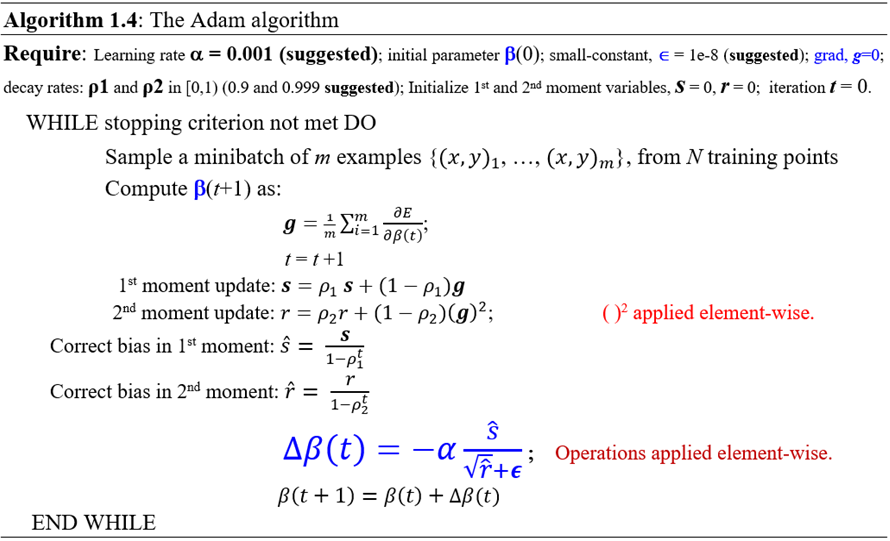 Algorithm 1.4: The Adam algorithm
Require: Learning rate α = 0.001 (suggested); initial parameter β(0); small-constant, ϵ = 1e-8 (suggested); grad, g=0;
decay rates: ρ1 and ρ2 in [0,1) (0.9 and 0.999 suggested); Initialize 1st and 2nd moment variables, S = 0, r = 0; iteration t = 0.
WHILE stopping criterion not met DO
Sample a minibatch of m examples {(x, y)₁, …, (x, y)ₘ}, from N training points
Compute β(t+1) as:
g = 1/m ∑ᵢ₌₁ᵐ ∂E/∂β(t);
t = t +1
1st moment update: s = ρ₁ s + (1 − ρ₁)g
2nd moment update: r = ρ₂r + (1 − ρ₂)(g)²; ( )² applied element-wise.
Correct bias in 1st moment: ŝ = s/(1−ρ₁ᵗ)
Correct bias in 2nd moment: r̂ = r/(1−ρ₂ᵗ)
Δβ(t) = −α ŝ/(√r̂+ϵ) ; Operations applied element-wise.
β(t + 1) = β(t) + Δβ(t)
END WHILE